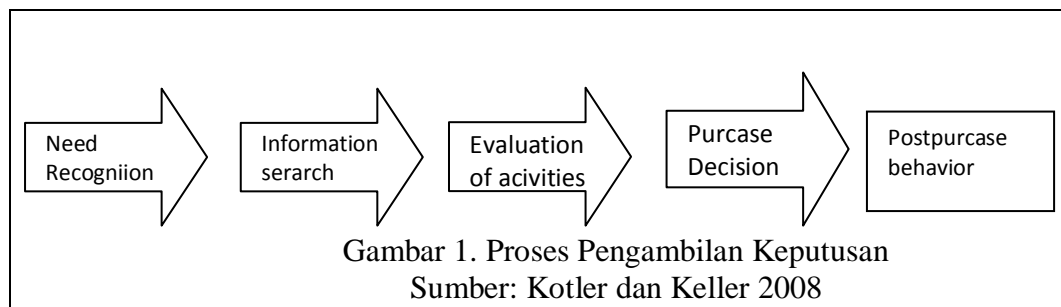 Need
Recogniion
Information
serarch
Evaluation
of acivities
Purcase
Decision
Postpurcase
behavior
Gambar 1. Proses Pengambilan Keputusan
Sumber: Kotler dan Keller 2008